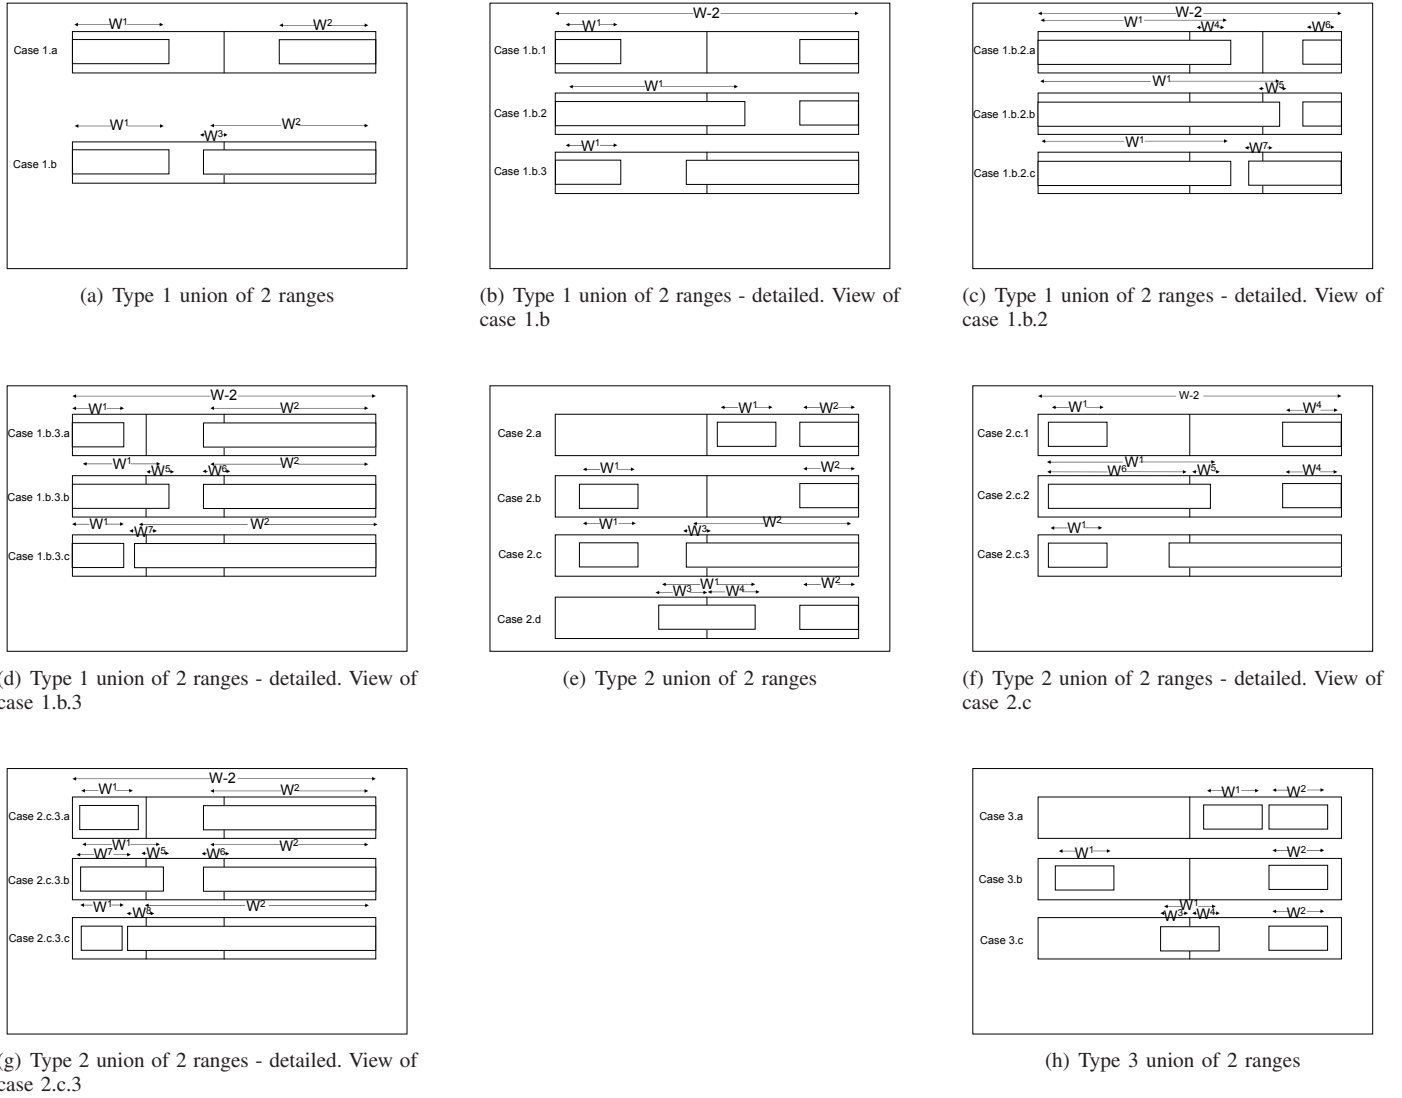 W1 W2
Case 1.a
W1 W2
W3
Case 1.b
(a) Type 1 union of 2 ranges
W-2
W1
Case 1.b.1
W1
Case 1.b.2
W1
Case 1.b.3
(b) Type 1 union of 2 ranges - detailed. View of
case 1.b
W-2
W1 W4 W6
Case 1.b.2.a
W1 W5
Case 1.b.2.b
W1 W7
Case 1.b.2.c
(c) Type 1 union of 2 ranges - detailed. View of
case 1.b.2
W-2
W1 W2
Case 1.b.3.a
W1 W5 W6 W2
Case 1.b.3.b
W1 W7 W2
Case 1.b.3.c
(d) Type 1 union of 2 ranges - detailed. View of
case 1.b.3
W1 W2
Case 2.a
W1 W2
Case 2.b
W1 W3 W2
Case 2.c
W1 W2
W3 W4
Case 2.d
(e) Type 2 union of 2 ranges
W-2
W1 W4
Case 2.c.1
W1
W6 W5 W4
Case 2.c.2
W1
Case 2.c.3
(f) Type 2 union of 2 ranges - detailed. View of
case 2.c
W-2
W1 W2
Case 2.c.3.a
W1 W2
W7 W5 W6
Case 2.c.3.b
W1 W2
W8
Case 2.c.3.c
(g) Type 2 union of 2 ranges - detailed. View of
case 2.c.3
W1 W2
Case 3.a
W1 W2
Case 3.b
W1
W3 W4 W2
Case 3.c
(h) Type 3 union of 2 ranges